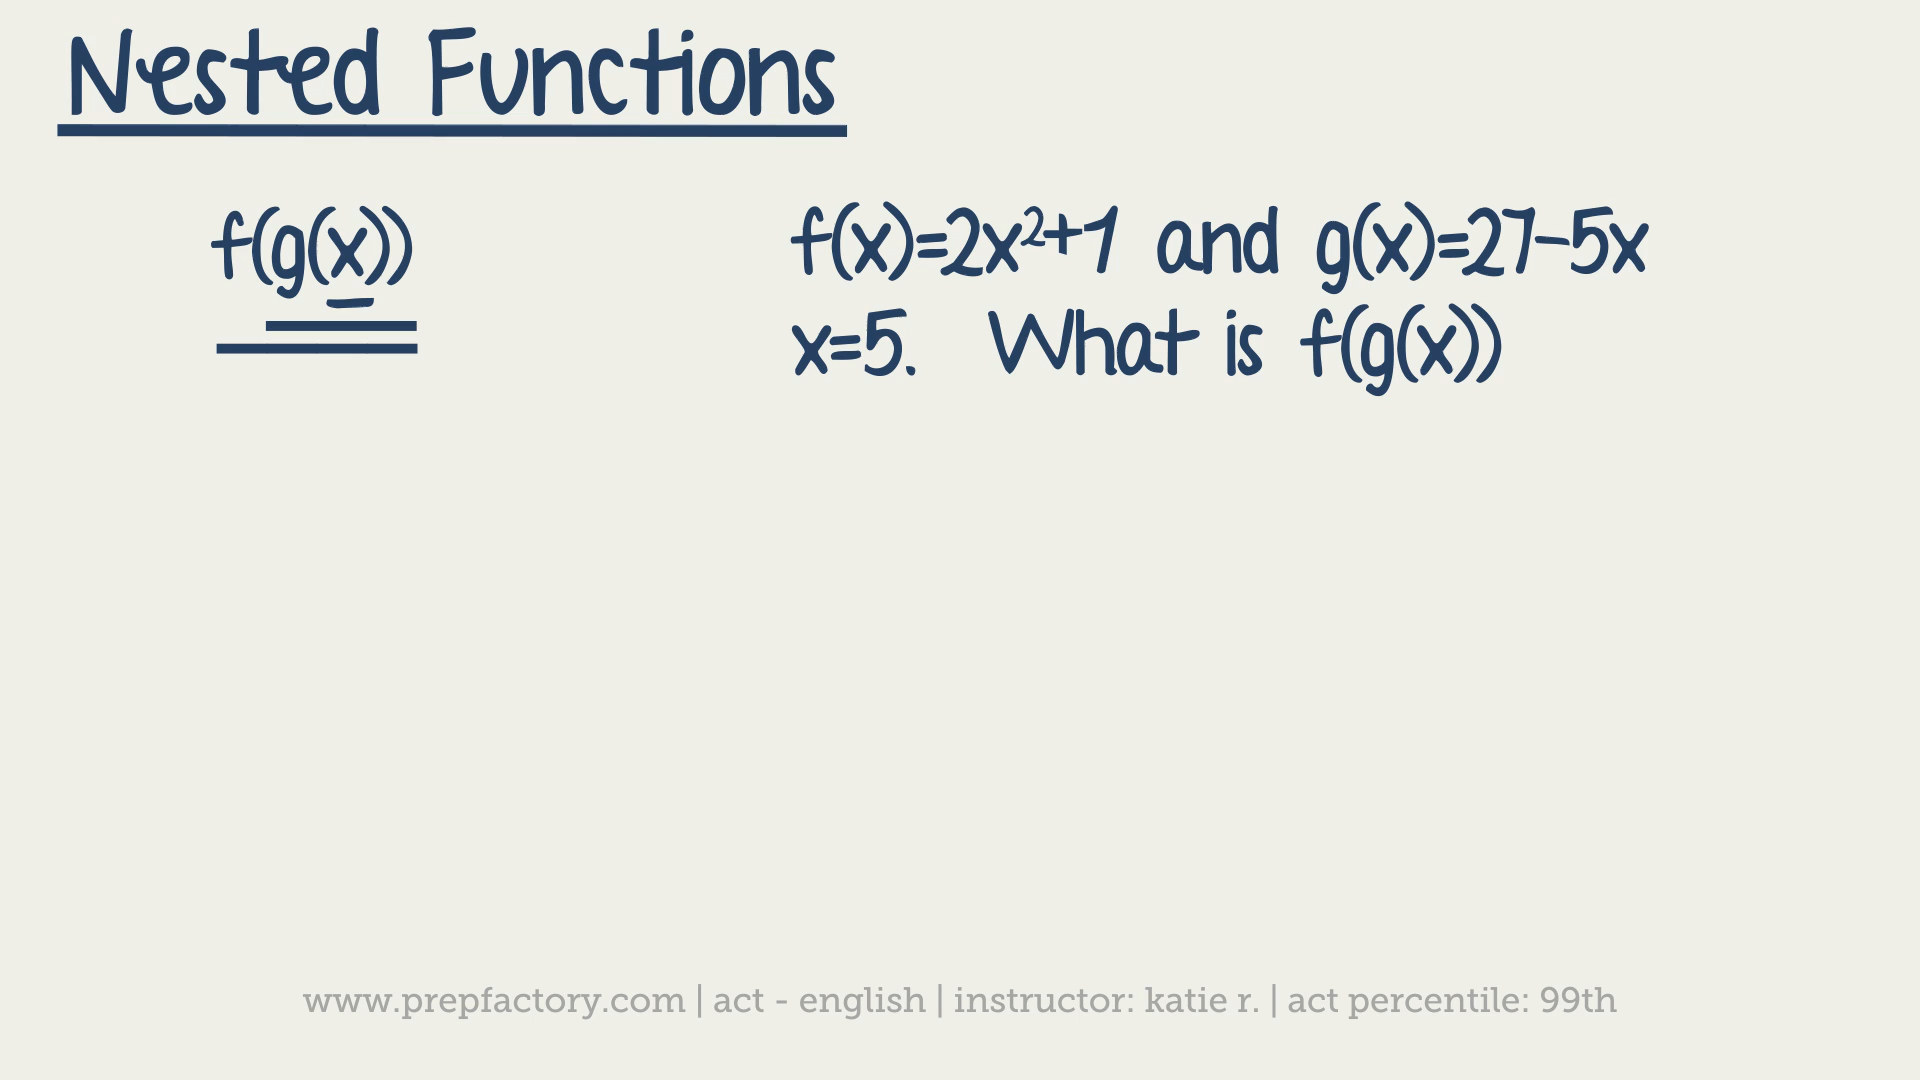 Nested Functions
f(g(x))
f(x)=2x²+1 and g(x)=27-5x
x=5. What is f(g(x))
www.prepfactory.com | act - english | instructor: katie r. | act percentile: 99th